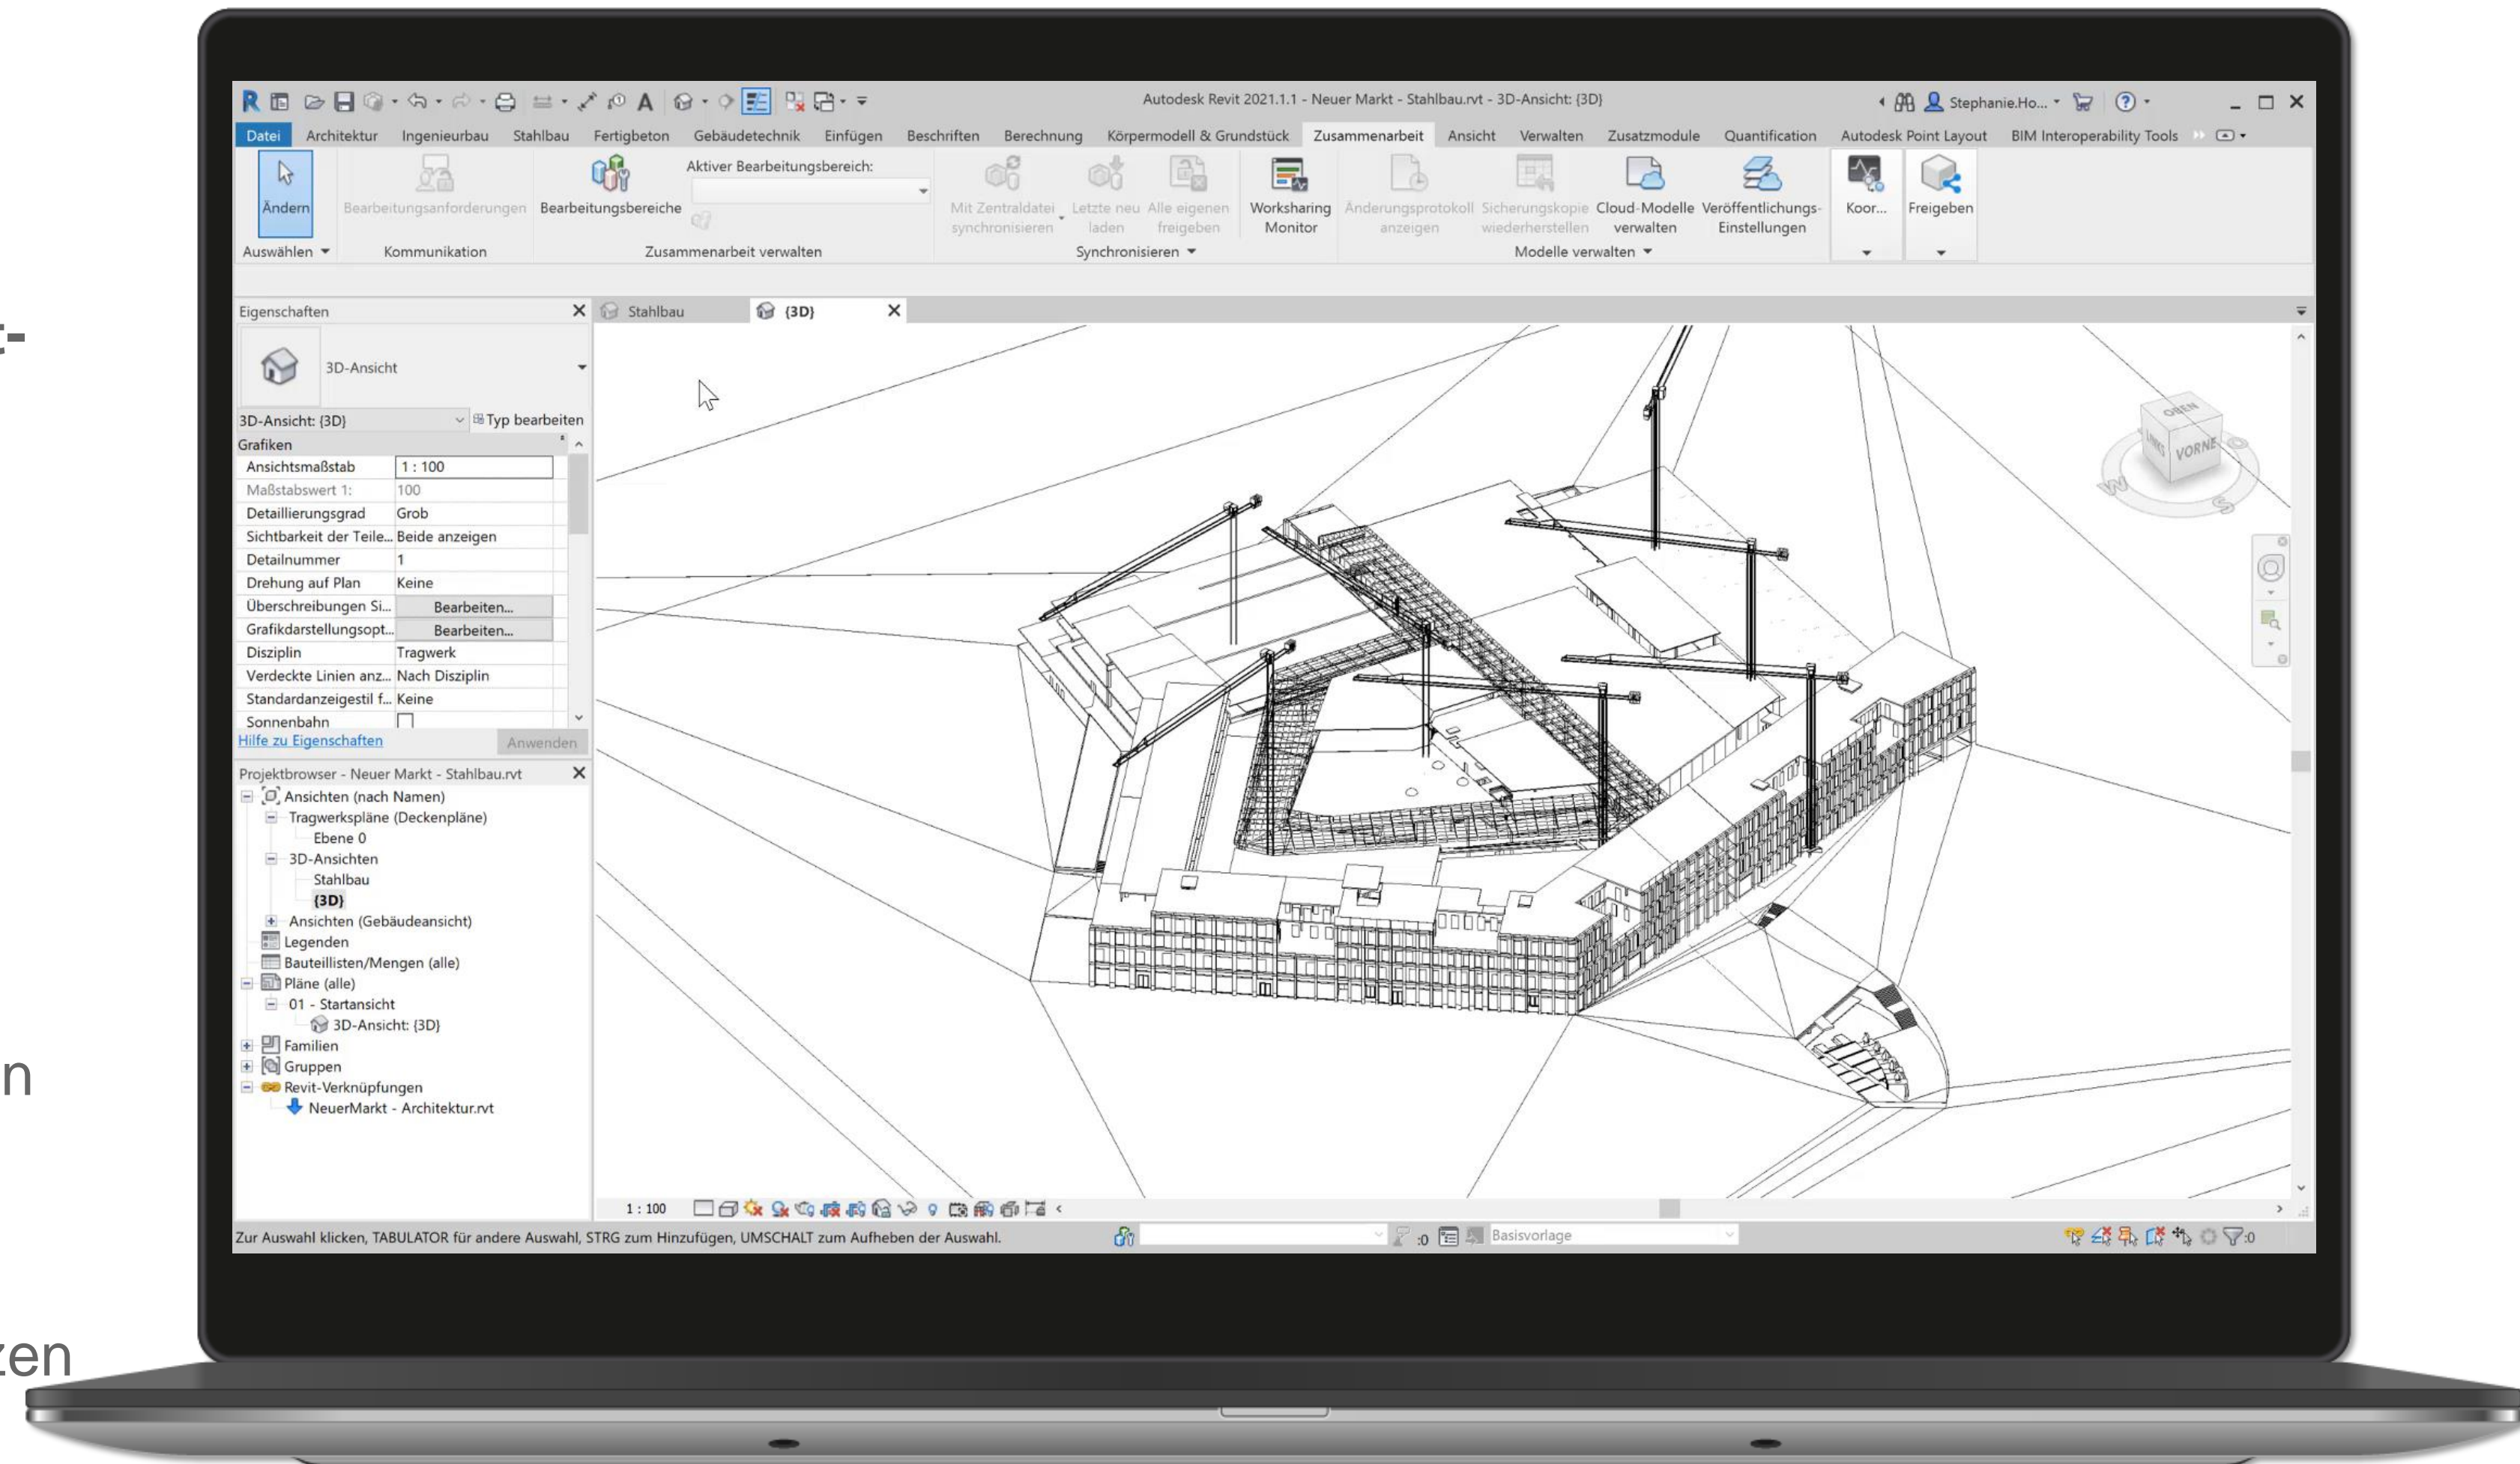 t-
n
zen
Autodesk Revit 2021.1.1 - Neuer Markt - Stahlbau.rvt - 3D-Ansicht: {3D}
Stephanie.Ho...
Datei Architektur Ingenieurbau Stahlbau Fertigbeton Gebäudetechnik Einfügen Beschriften Berechnung Körpermodell & Grundstück Zusammenarbeit Ansicht Verwalten Zusatzmodule Quantification Autodesk Point Layout BIM Interoperability Tools
Aktiver Bearbeitungsbereich:
Ändern Bearbeitungsanforderungen Bearbeitungsbereiche
Mit Zentraldatei synchronisieren
Letzte neu laden
Alle eigenen freigeben
Worksharing Monitor
Änderungsprotokoll anzeigen
Sicherungskopie wiederherstellen
Cloud-Modelle verwalten
Veröffentlichungs-Einstellungen
Koor... Freigeben
Auswählen Kommunikation Zusammenarbeit verwalten Synchronisieren Modelle verwalten
Eigenschaften
Stahlbau {3D}
3D-Ansicht
3D-Ansicht: {3D} Typ bearbeiten
Grafiken
Ansichtsmaßstab 1 : 100
Maßstabswert 1: 100
Detaillierungsgrad Grob
Sichtbarkeit der Teile... Beide anzeigen
Detailnummer 1
Drehung auf Plan Keine
Überschreibungen Si... Bearbeiten...
Grafikdarstellungsopt... Bearbeiten...
Disziplin Tragwerk
Verdeckte Linien anz... Nach Disziplin
Standardanzeigestil f... Keine
Sonnenbahn
Hilfe zu Eigenschaften Anwenden
Projektbrowser - Neuer Markt - Stahlbau.rvt
Ansichten (nach Namen)
Tragwerkspläne (Deckenpläne)
Ebene 0
3D-Ansichten
Stahlbau
{3D}
Ansichten (Gebäudeansicht)
Legenden
Bauteillisten/Mengen (alle)
Pläne (alle)
01 - Startansicht
3D-Ansicht: {3D}
Familien
Gruppen
Revit-Verknüpfungen
NeuerMarkt - Architektur.rvt
OBEN
LINKS
VORNE
W
S
O
1 : 100
Zur Auswahl klicken, TABULATOR für andere Auswahl, STRG zum Hinzufügen, UMSCHALT zum Aufheben der Auswahl.
:0
Basisvorlage
:0